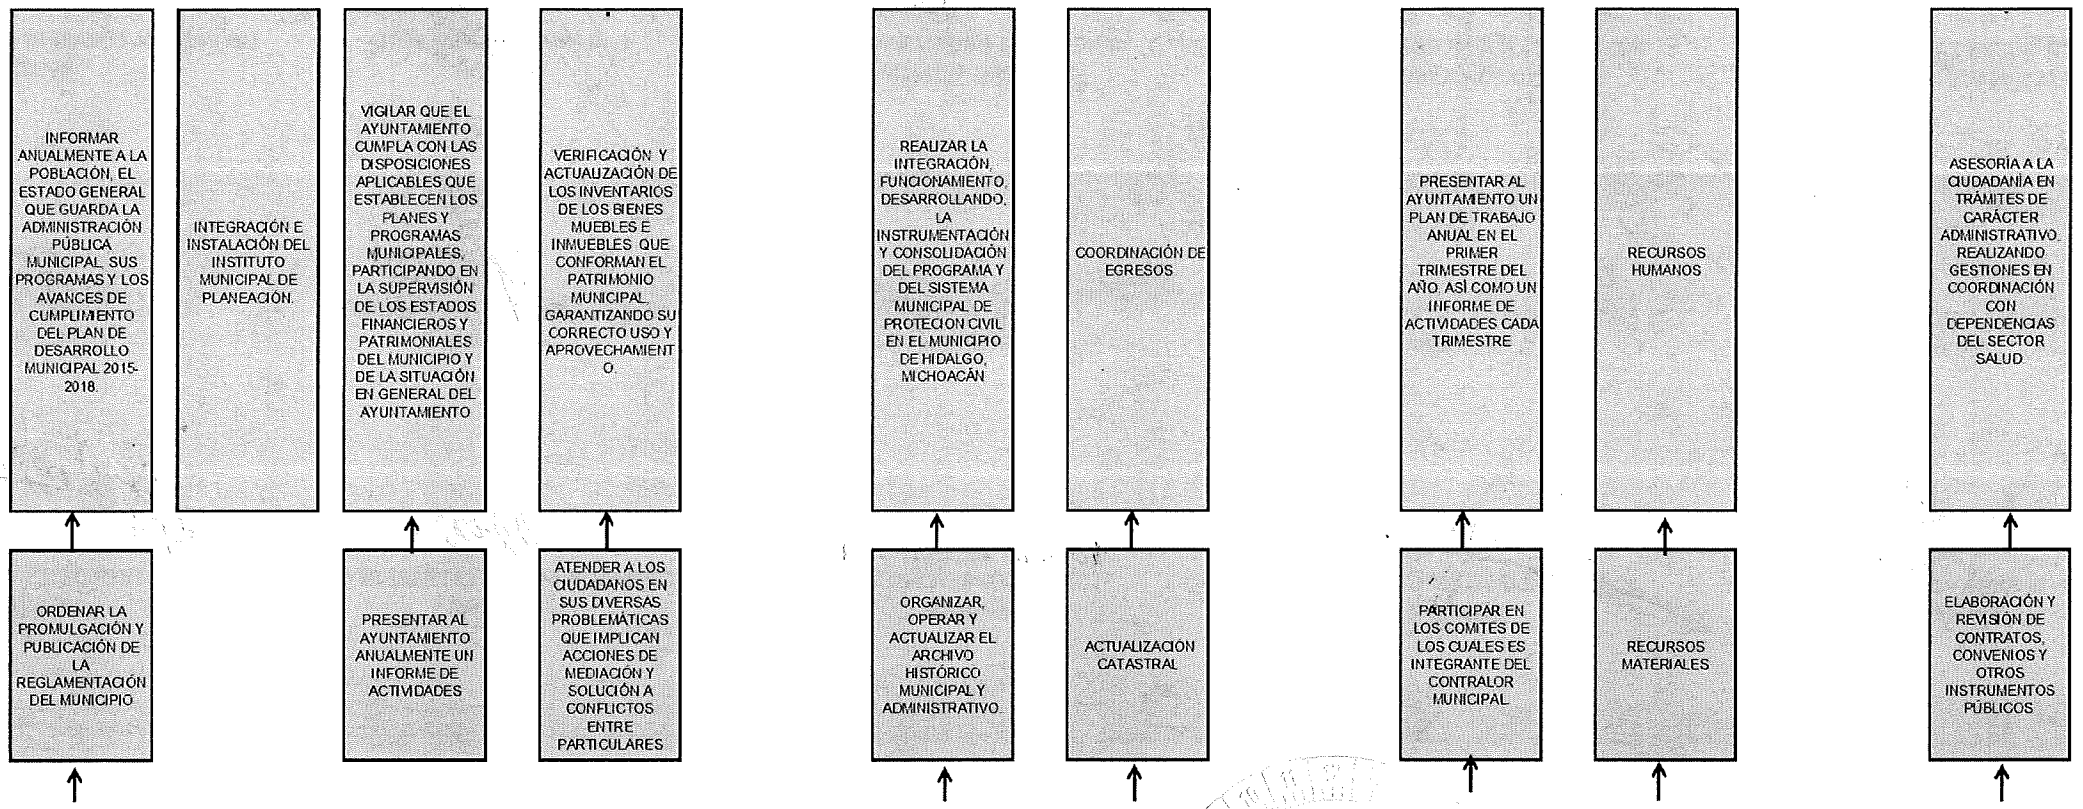 INFORMAR
ANUALMENTE A LA
POBLACIÓN, EL
ESTADO GENERAL
QUE GUARDA LA
ADMINISTRACIÓN
PÚBLICA
MUNICIPAL, SUS
PROGRAMAS Y LOS
AVANCES DE
CUMPLIMIENTO
DEL PLAN DE
DESARROLLO
MUNICIPAL 2015-
2018.
INTEGRACIÓN E
INSTALACIÓN DEL
INSTITUTO
MUNICIPAL DE
PLANEACIÓN.
VIGILAR QUE EL
AYUNTAMIENTO
CUMPLA CON LAS
DISPOSICIONES
APLICABLES QUE
ESTABLECEN LOS
PLANES Y
PROGRAMAS
MUNICIPALES,
PARTICIPANDO EN
LA SUPERVISIÓN
DE LOS ESTADOS
FINANCIEROS Y
PATRIMONIALES
DEL MUNICIPIO Y
DE LA SITUACIÓN
EN GENERAL DEL
AYUNTAMIENTO
VERIFICACIÓN Y
ACTUALIZACIÓN DE
LOS INVENTARIOS
DE LOS BIENES
MUEBLES E
INMUEBLES QUE
CONFORMAN EL
PATRIMONIO
MUNICIPAL,
GARANTIZANDO SU
CORRECTO USO Y
APROVECHAMIENT
O.
REALIZAR LA
INTEGRACIÓN,
FUNCIONAMIENTO,
DESARROLLANDO,
LA
INSTRUMENTACIÓN
Y CONSOLIDACIÓN
DEL PROGRAMA Y
DEL SISTEMA
MUNICIPAL DE
PROTECION CIVIL
EN EL MUNICIPIO
DE HIDALGO,
MICHOACÁN
COORDINACIÓN DE
EGRESOS
PRESENTAR AL
AYUNTAMIENTO UN
PLAN DE TRABAJO
ANUAL EN EL
PRIMER
TRIMESTRE DEL
AÑO. ASÍ COMO UN
INFORME DE
ACTIVIDADES CADA
TRIMESTRE
RECURSOS
HUMANOS
ASESORÍA A LA
CIUDADANÍA EN
TRÁMITES DE
CARÁCTER
ADMINISTRATIVO,
REALIZANDO
GESTIONES EN
COORDINACIÓN
CON
DEPENDENCIAS
DEL SECTOR
SALUD
ORDENAR LA
PROMULGACIÓN Y
PUBLICACIÓN DE
LA
REGLAMENTACIÓN
DEL MUNICIPIO
PRESENTAR AL
AYUNTAMIENTO
ANUALMENTE UN
INFORME DE
ACTIVIDADES
ATENDER A LOS
CIUDADANOS EN
SUS DIVERSAS
PROBLEMÁTICAS
QUE IMPLICAN
ACCIONES DE
MEDIACIÓN Y
SOLUCIÓN A
CONFLICTOS
ENTRE
PARTICULARES
ORGANIZAR,
OPERAR Y
ACTUALIZAR EL
ARCHIVO
HISTÓRICO
MUNICIPAL Y
ADMINISTRATIVO.
ACTUALIZACIÓN
CATASTRAL
PARTICIPAR EN
LOS COMITES DE
LOS CUALES ES
INTEGRANTE DEL
CONTRALOR
MUNICIPAL
RECURSOS
MATERIALES
ELABORACIÓN Y
REVISIÓN DE
CONTRATOS,
CONVENIOS Y
OTROS
INSTRUMENTOS
PÚBLICOS